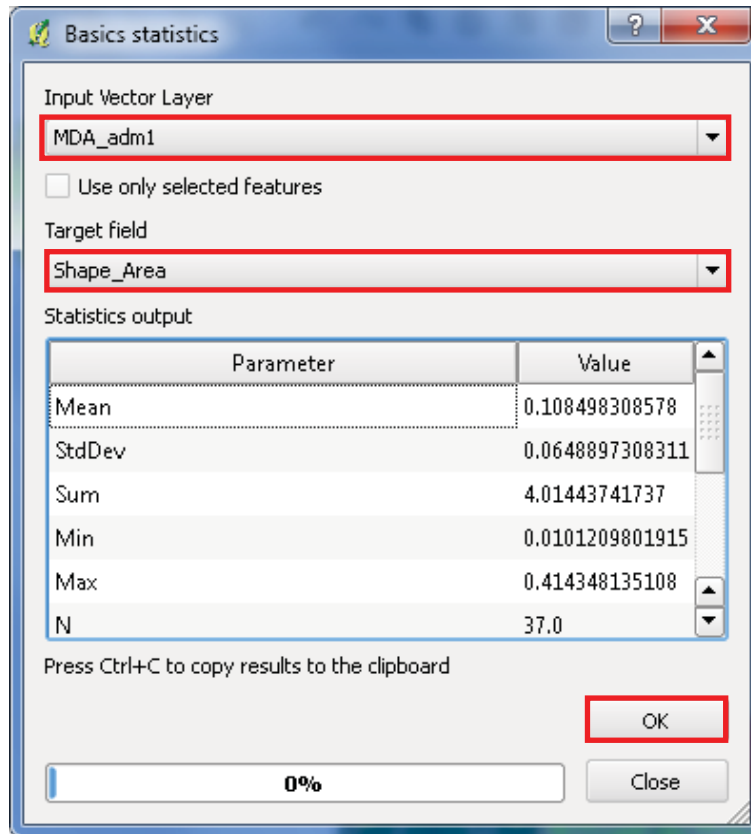 Basics statistics
?
X
Input Vector Layer
MDA_adm1
Use only selected features
Target field
Shape_Area
Statistics output
Parameter Value
Mean 0.108498308578
StdDev 0.0648897308311
Sum 4.01443741737
Min 0.0101209801915
Max 0.414348135108
N 37.0
Press Ctrl+C to copy results to the clipboard
OK
0% Close